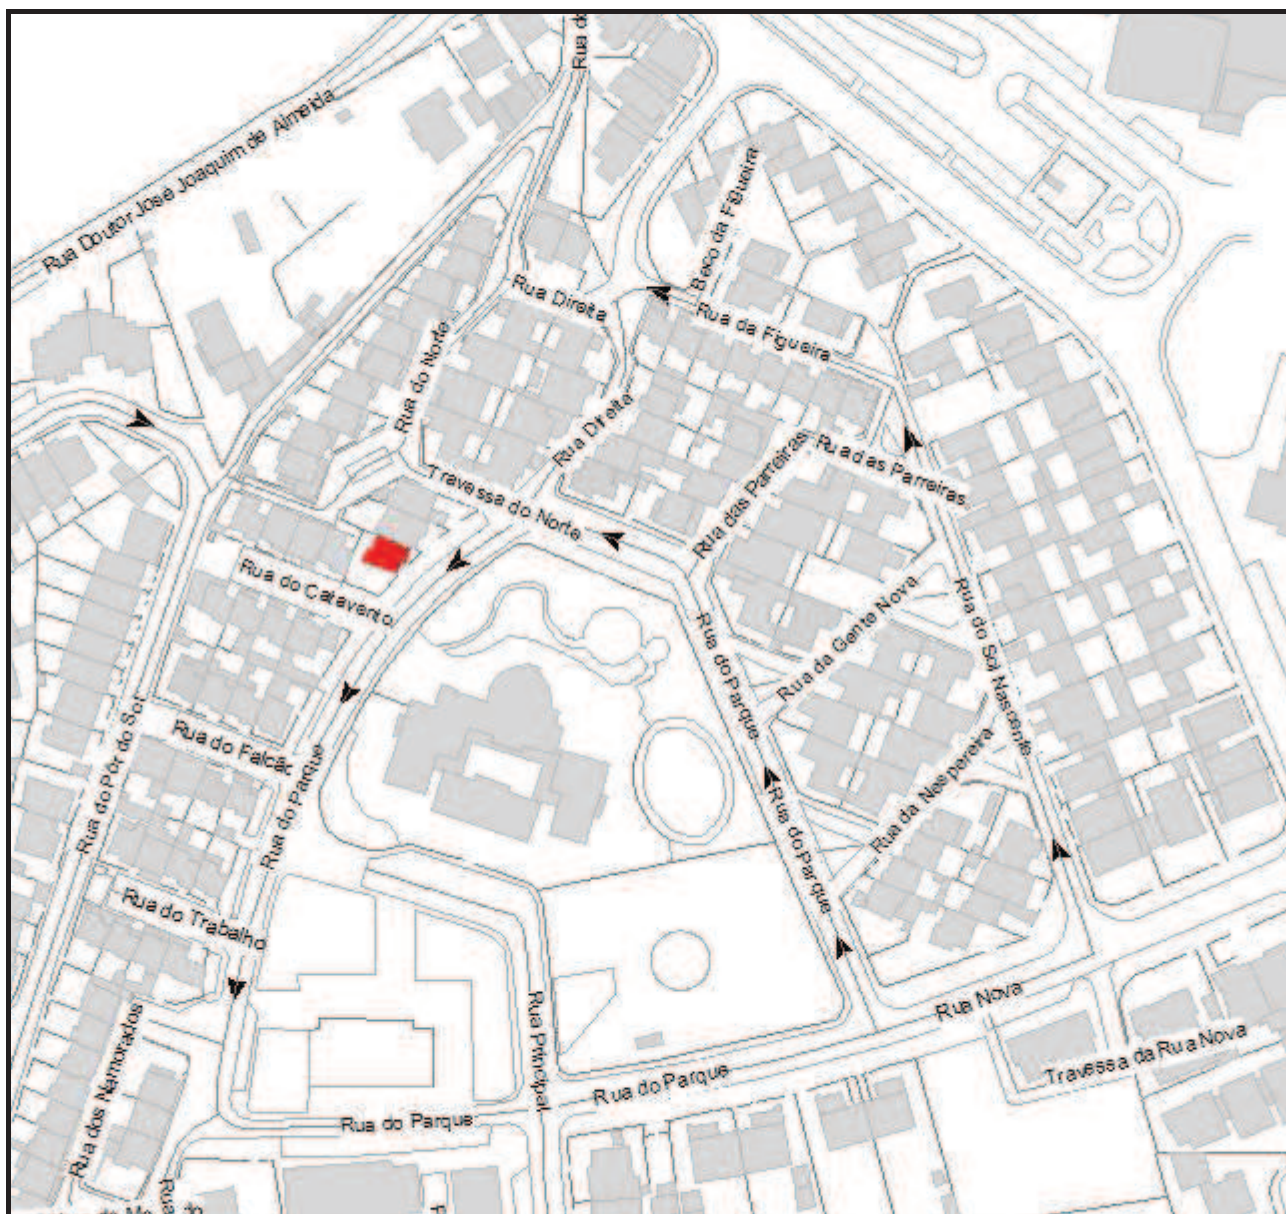 Rua do
Rua Doutor José Joaquim de Almeida
Beco da Figueira
Rua Direita
Rua da Figueira
Rua do Norte
Rua Direita
Rua das Parreiras
Rua das Parreiras
Travessa do Norte
Rua do Catavento
Rua da Gente Nova
Rua do Sol Nascente
Rua do Parque
Rua do Pôr do Sol
Rua do Falcão
Rua do Parque
Rua da Nespereira
Rua do Parque
Rua do Trabalho
Rua Nova
Rua Principal
Rua dos Namorados
Travessa da Rua Nova
Rua do Parque
Rua do Parque
Rua
do